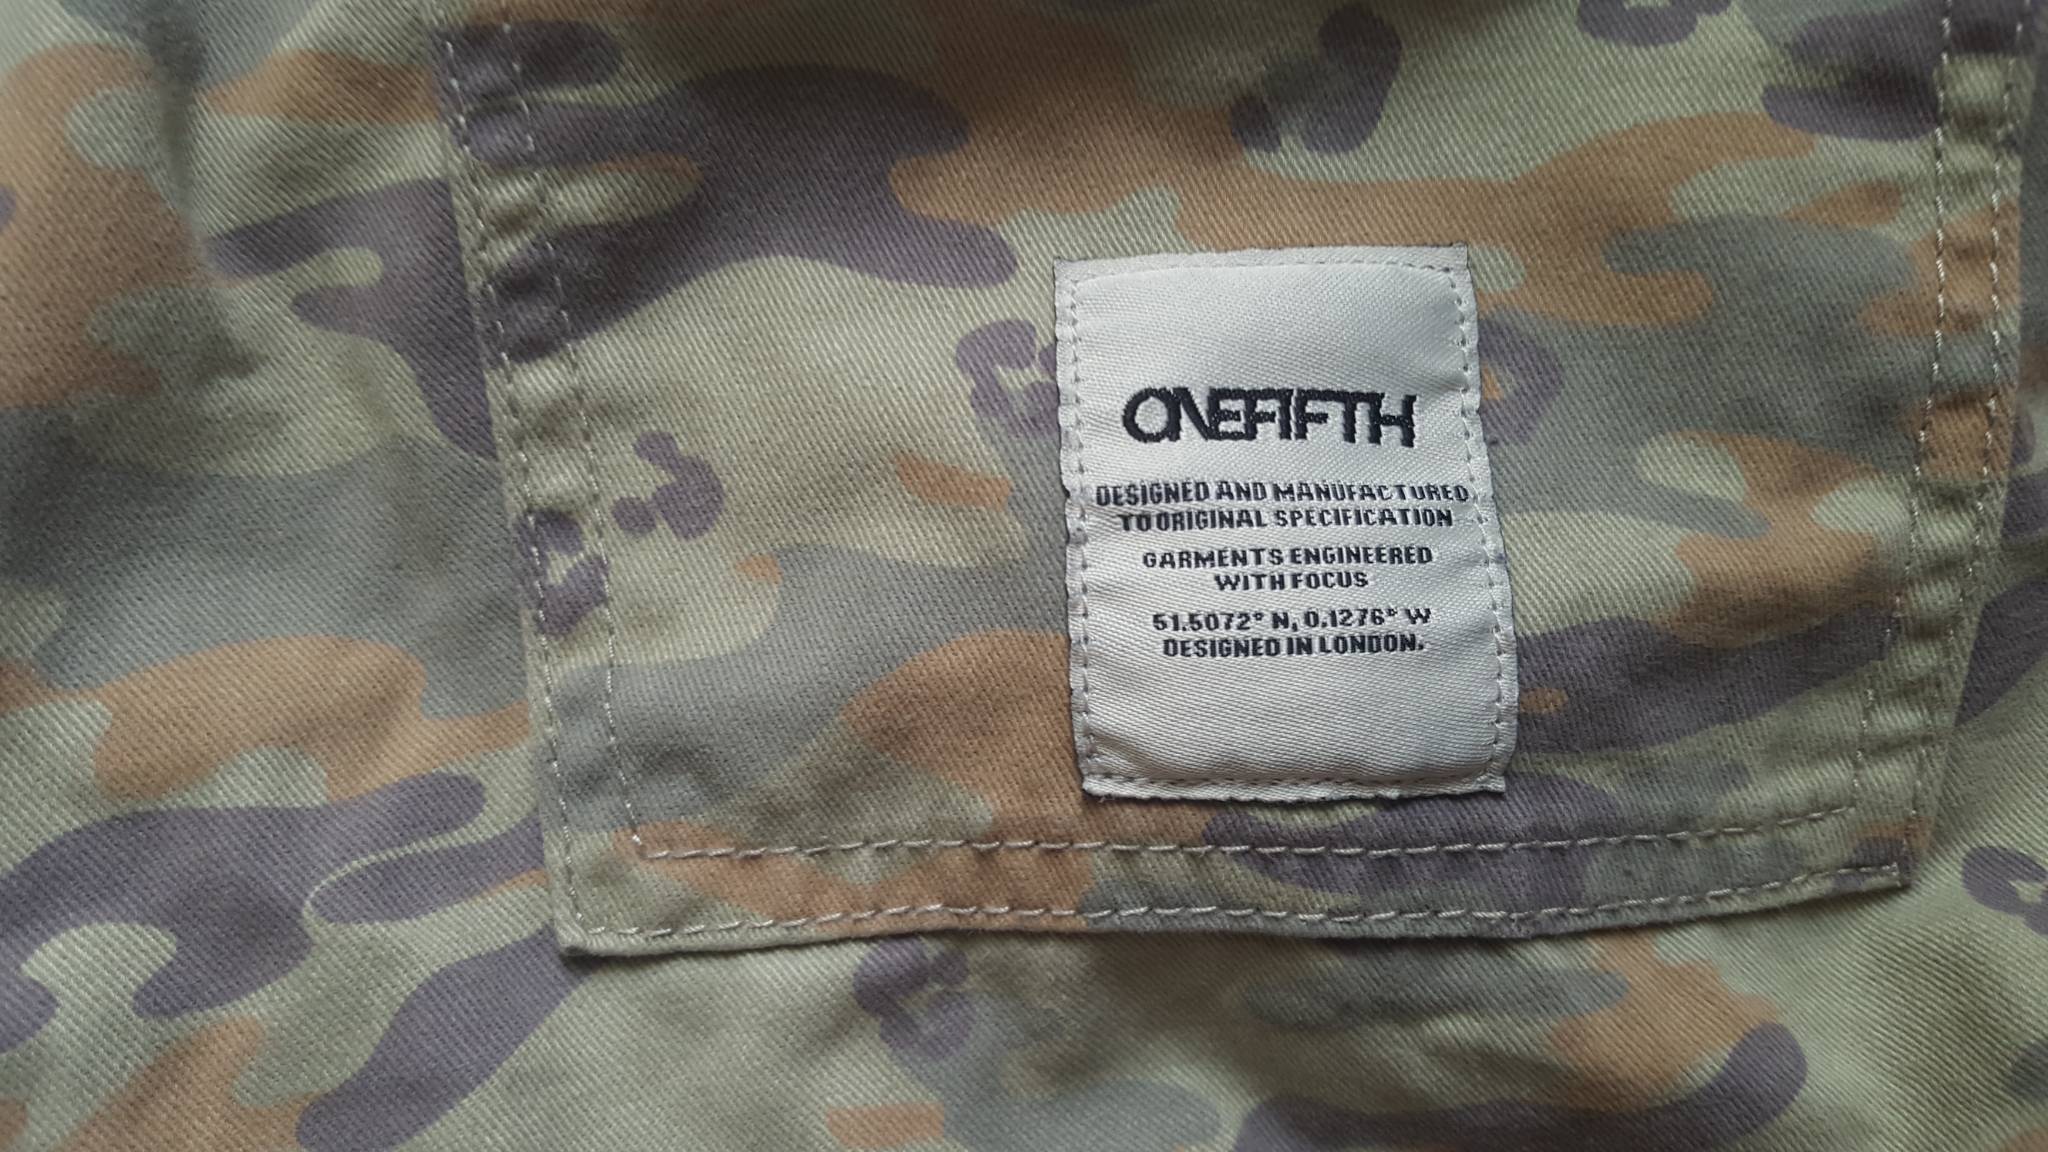 ONEFIFTH
DESIGNED AND MANUFACTURED
TO ORIGINAL SPECIFICATION
GARMENTS ENGINEERED
WITH FOCUS
51.5072° N, 0.1276° W
DESIGNED IN LONDON.